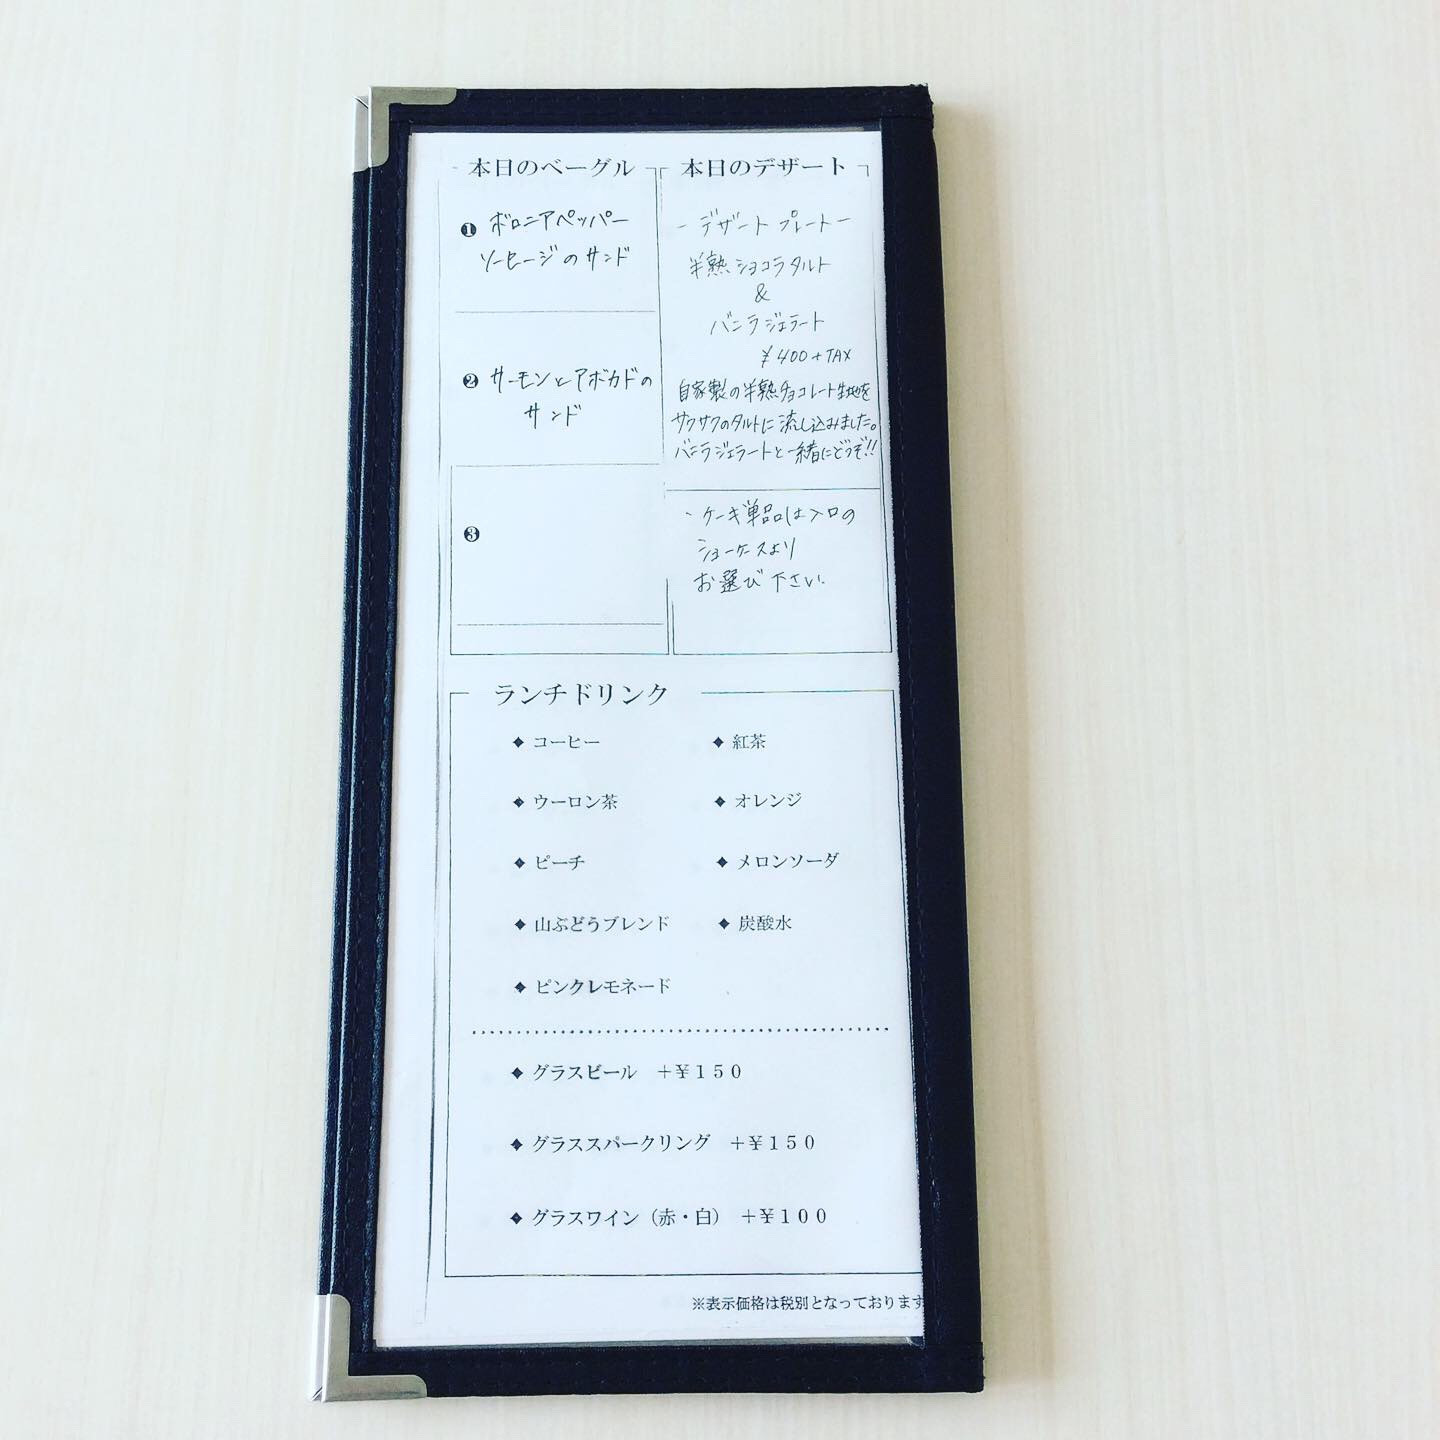 本日のベーグル
❶ ボロニアペッパー
ソーセージのサンド
❷ サーモンとアボカドの
サンド
❸
本日のデザート
- デザートプレート -
半熟ショコラタルト
&
バニラジェラート
¥400+TAX
自家製の半熟チョコレート生地を
サクサクのタルトに流し込みました。
バニラジェラートと一緒にどうぞ!!
・ケーキ単品は入口の
ショーケースより
お選び下さい。
ランチドリンク
◆ コーヒー ◆ 紅茶
◆ ウーロン茶 ◆ オレンジ
◆ ピーチ ◆ メロンソーダ
◆ 山ぶどうブレンド ◆ 炭酸水
◆ ピンクレモネード
◆ グラスビール +¥150
◆ グラススパークリング +¥150
◆ グラスワイン（赤・白） +¥100
※表示価格は税別となっております